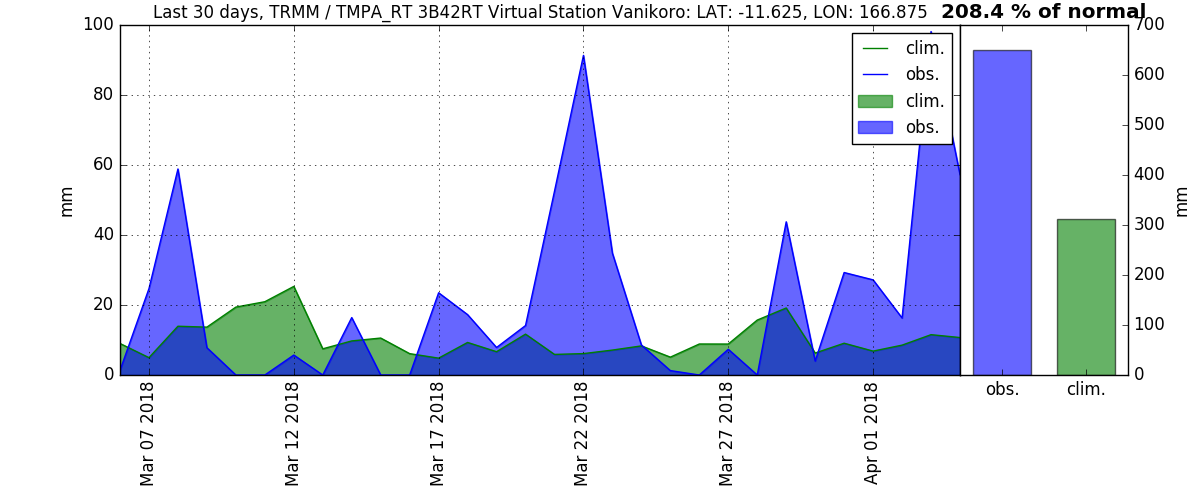 Last 30 days, TRMM / TMPA_RT 3B42RT Virtual Station Vanikoro: LAT: -11.625, LON: 166.875 208.4 % of normal
100
80
60
40
20
0
mm
clim.
obs.
clim.
obs.
Mar 07 2018
Mar 12 2018
Mar 17 2018
Mar 22 2018
Mar 27 2018
Apr 01 2018
700
600
500
400
300
200
100
0
mm
obs. clim.